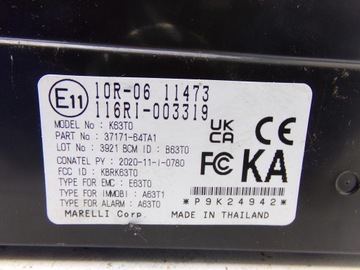 E11 10R-06 11473
116R1-003319
MODEL No : K63T0
PART No : 37171-64TA1
LOT No : 3921 BCM ID : B63T0
CONATEL PY : 2020-11-I-0780
FCC ID : KBRK63T0
TYPE FOR EMC : E63T0
TYPE FOR IMMOBI : A63T1
TYPE FOR ALARM : A63T0
MARELLI Corp.
UK CA CE
FC KA
*P9K24942*
MADE IN THAILAND